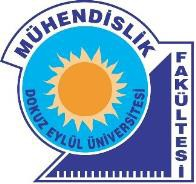 MÜHENDİSLİK
DOKUZ EYLÜL ÜNİVERSİTESİ
FAKÜLTESİ